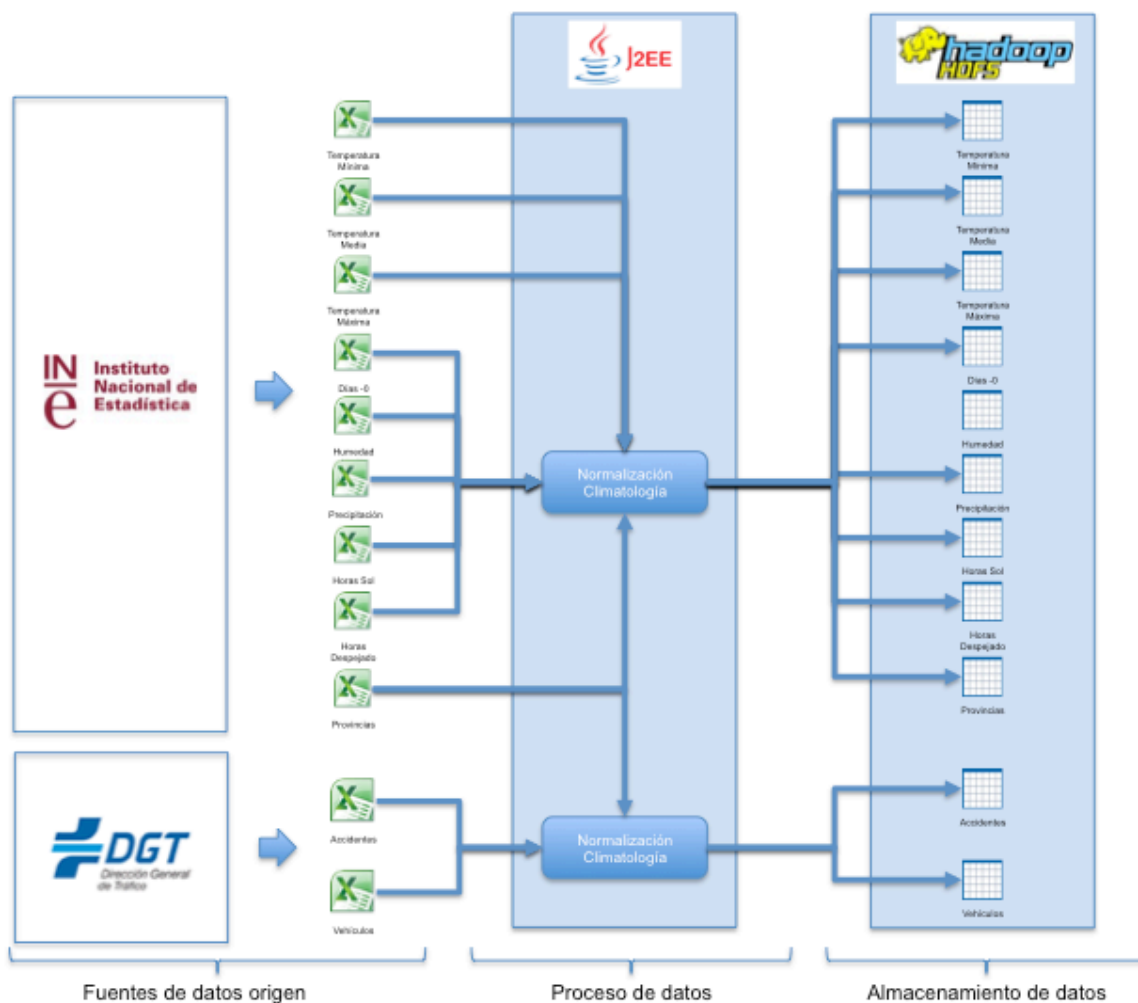 J2EE
hadoop
HDFS
IN
e
Instituto
Nacional de
Estadística
Temperatura
Mínima
Temperatura
Media
Temperatura
Máxima
Días -0
Humedad
Precipitación
Horas Sol
Horas
Despejado
Provincias
Normalización
Climatología
Temperatura
Mínima
Temperatura
Media
Temperatura
Máxima
Días -0
Humedad
Precipitación
Horas Sol
Horas
Despejado
Provincias
DGT
Dirección General
de Tráfico
Accidentes
Vehículos
Normalización
Climatología
Accidentes
Vehículos
Fuentes de datos origen
Proceso de datos
Almacenamiento de datos